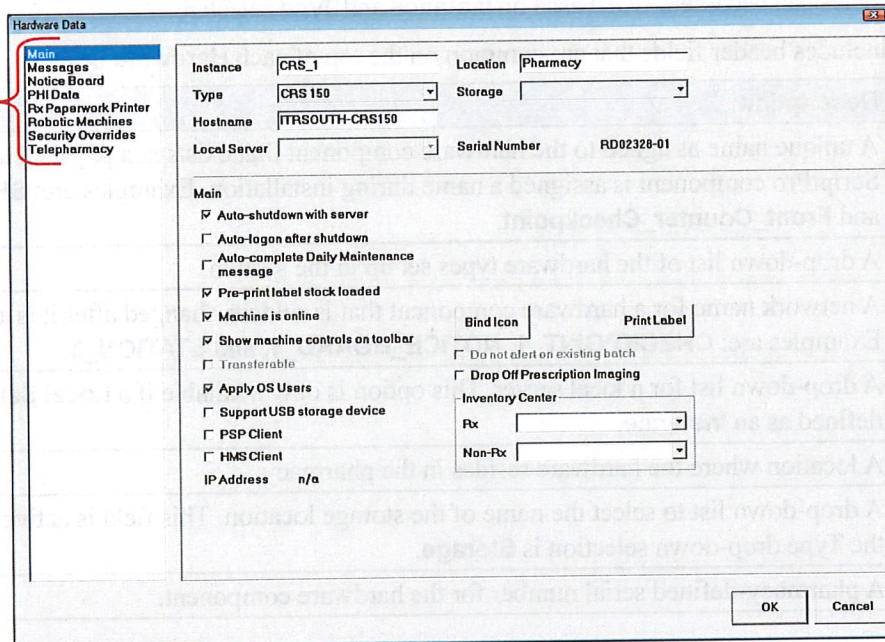 Hardware Data
Main
Messages
Notice Board
PHI Data
Rx Paperwork Printer
Robotic Machines
Security Overrides
Telepharmacy
Instance CRS_1 Location Pharmacy
Type CRS 150 Storage
Hostname ITRSOUTH-CRS150
Local Server Serial Number RD02328-01
Main
Auto-shutdown with server
Auto-logon after shutdown
Auto-complete Daily Maintenance
message
Pre-print label stock loaded
Machine online
Show machine controls on toolbar
Transferable
Apply OS Users
Support USB storage device
PSP Client
HMS Client
IP Address n/a
Bind Icon Print Label
Do not alert on existing batch
Drop Off Prescription Imaging
Inventory Center
Rx
Non-Rx
OK Cancel